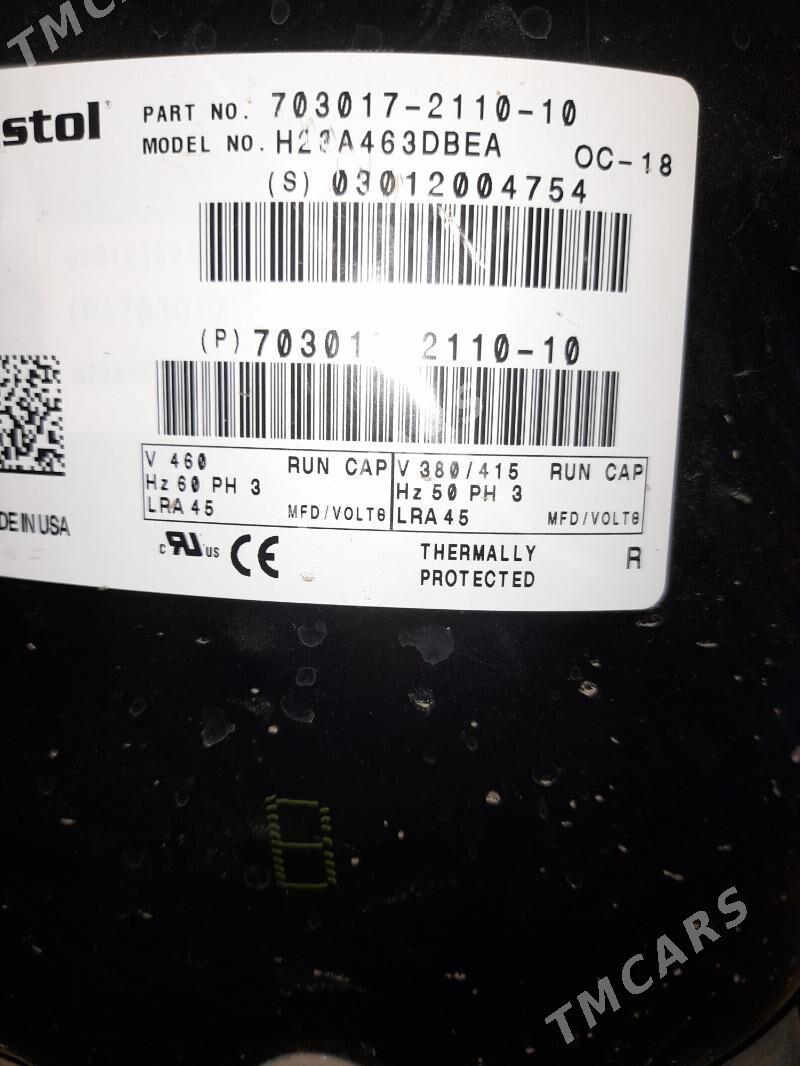 TMCARS
stol
PART NO. 703017-2110-10
MODEL NO. H23A463DBEA
OC-18
(S) 03012004754
(P) 70301 2110-10
V 460 RUN CAP
Hz 60 PH 3
LRA 45 MFD/VOLTS
V 380/415 RUN CAP
Hz 50 PH 3
LRA 45 MFD/VOLTS
DE IN USA
c RU us CE
THERMALLY
PROTECTED
R
TMCARS